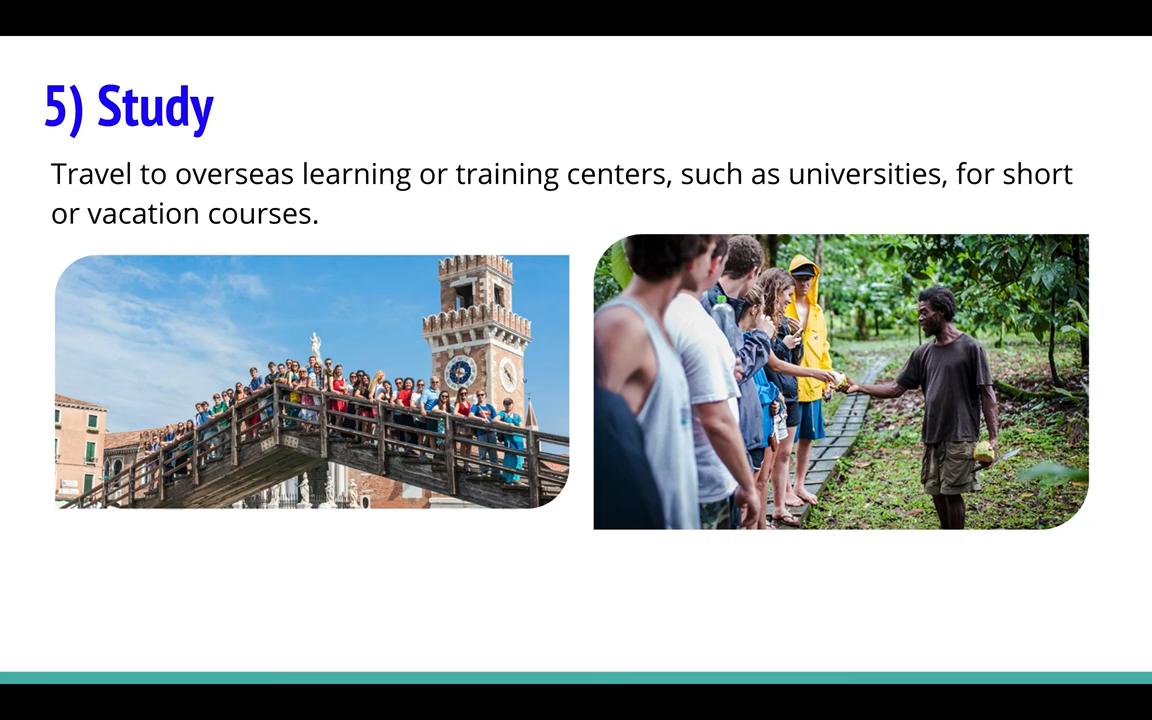 5) Study
Travel to overseas learning or training centers, such as universities, for short
or vacation courses.